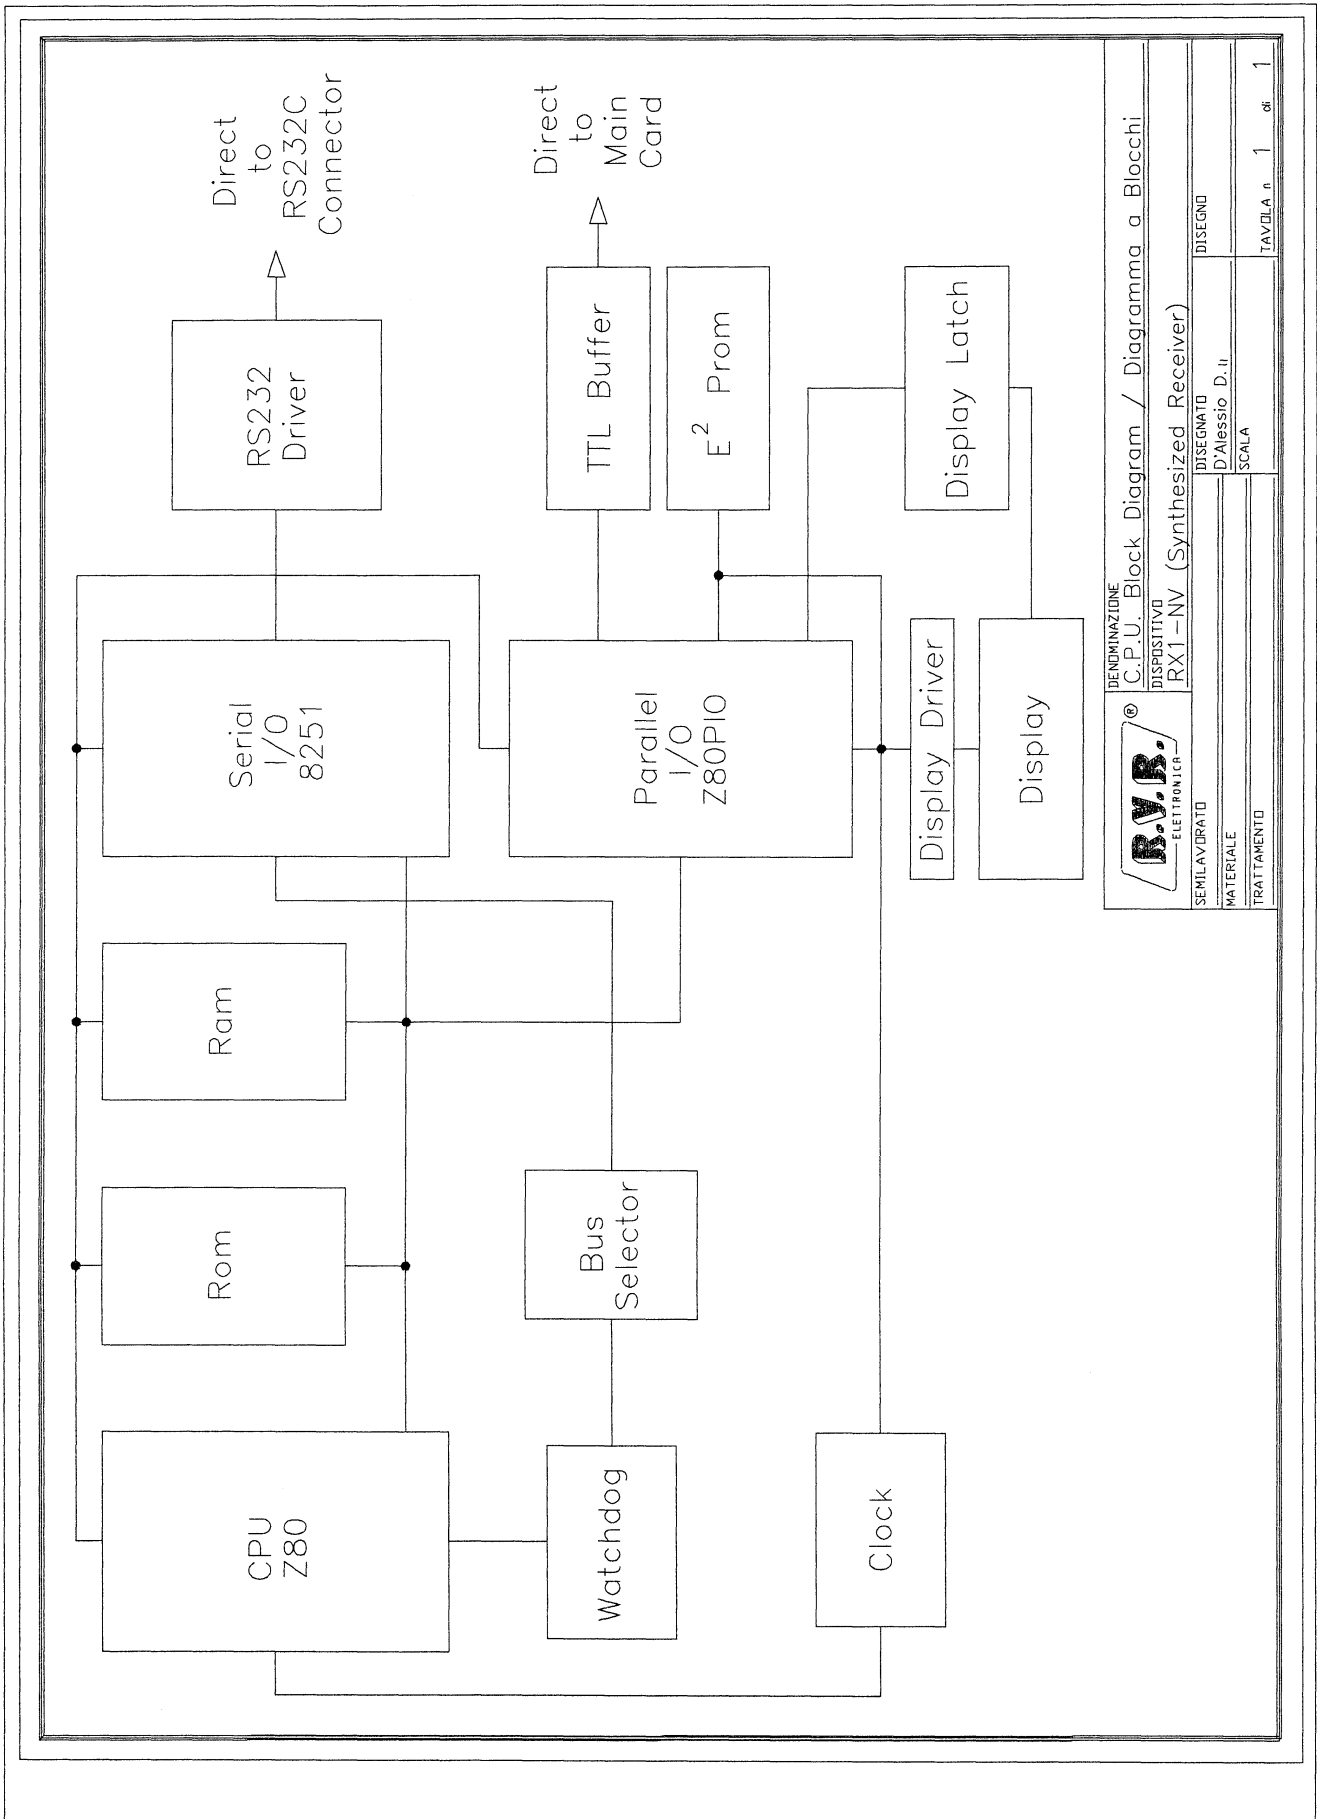 CPU
Z80
Rom
Ram
Serial
I/O
8251
RS232
Driver
Direct
to
RS232C
Connector
Watchdog
Bus
Selector
Parallel
I/O
Z80PIO
TTL Buffer
Direct
to
Main
Card
E² Prom
Clock
Display Driver
Display
Display Latch
R.V.R.®
ELETTRONICA
DENOMINAZIONE
C.P.U. Block Diagram / Diagramma a Blocchi
DISPOSITIVO
RX1-NV (Synthesized Receiver)
SEMILAVORATO
MATERIALE
TRATTAMENTO
DISEGNATO
D'Alessio D.
SCALA
DISEGNO
TAVOLA n 1 di 1